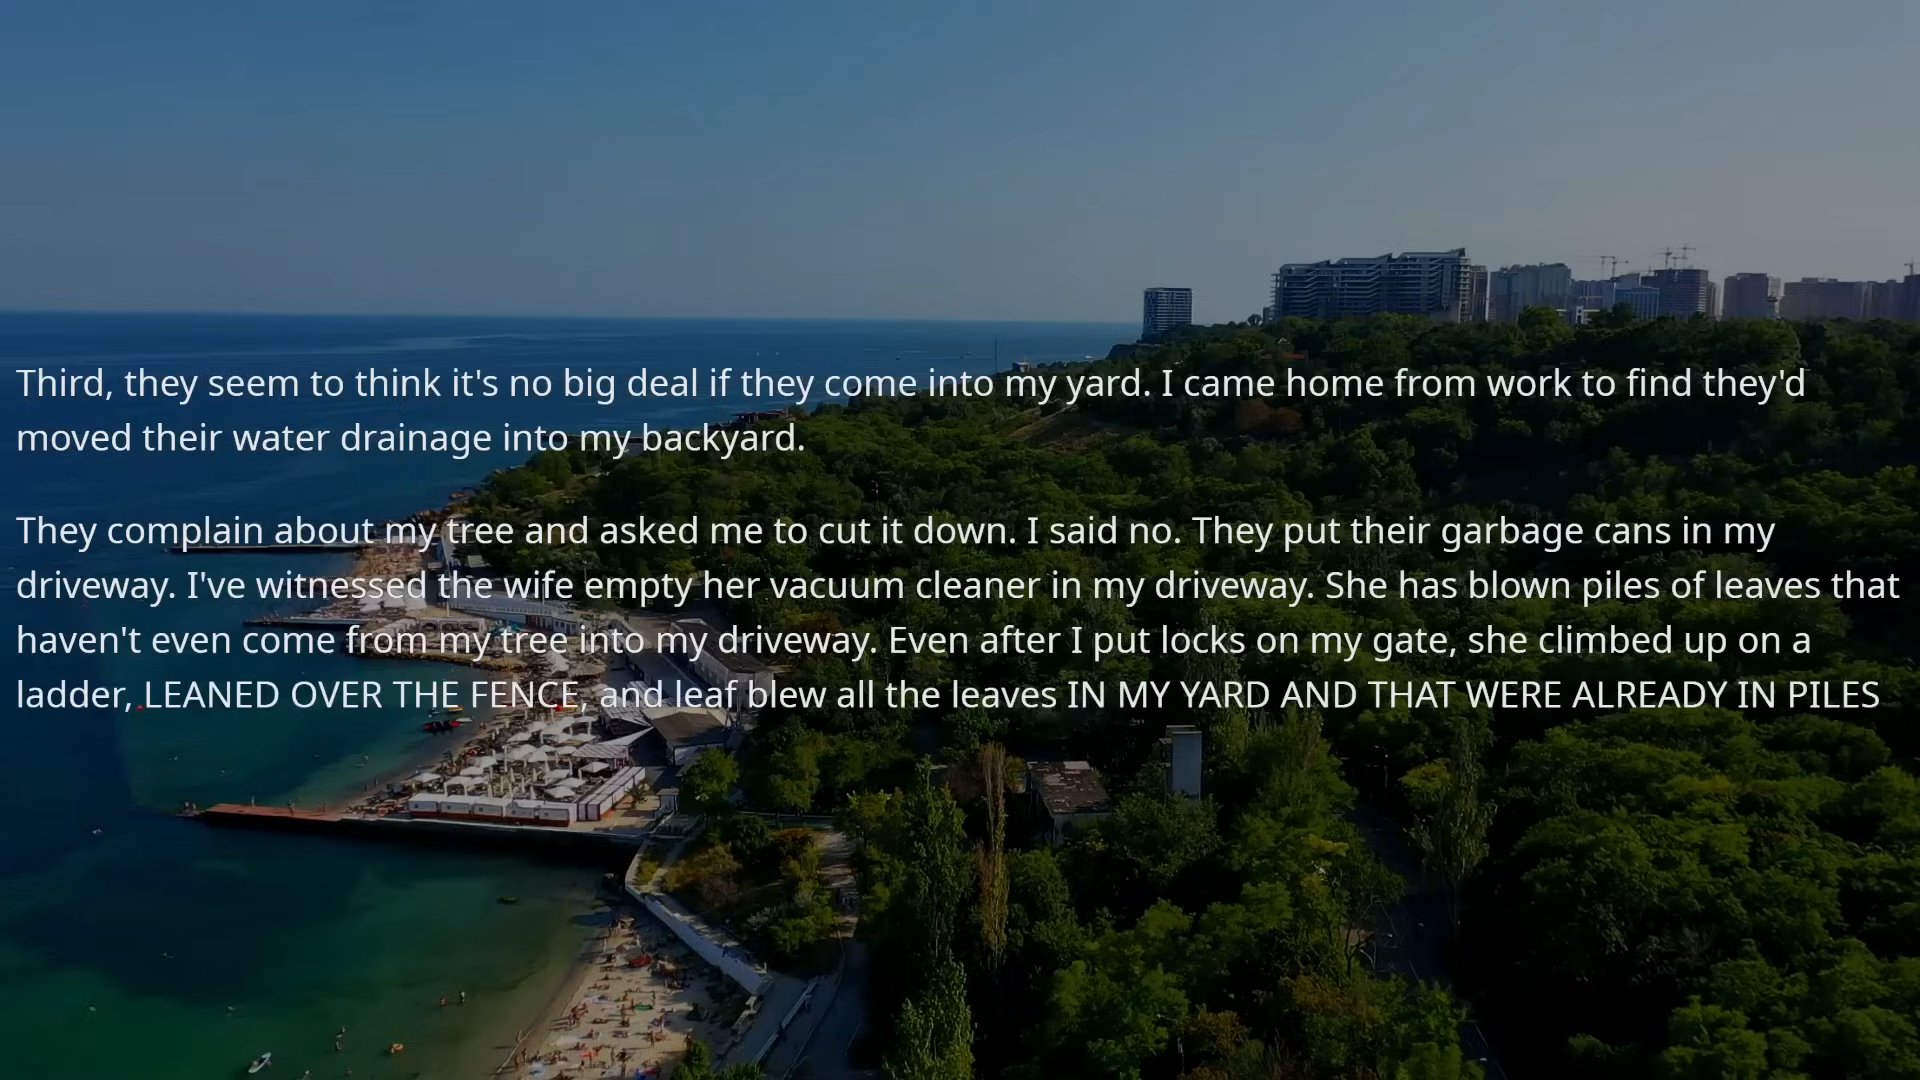 Third, they seem to think it's no big deal if they come into my yard. I came home from work to find they'd
moved their water drainage into my backyard.
They complain about my tree and asked me to cut it down. I said no. They put their garbage cans in my
driveway. I've witnessed the wife empty her vacuum cleaner in my driveway. She has blown piles of leaves that
haven't even come from my tree into my driveway. Even after I put locks on my gate, she climbed up on a
ladder, LEANED OVER THE FENCE, and leaf blew all the leaves IN MY YARD AND THAT WERE ALREADY IN PILES